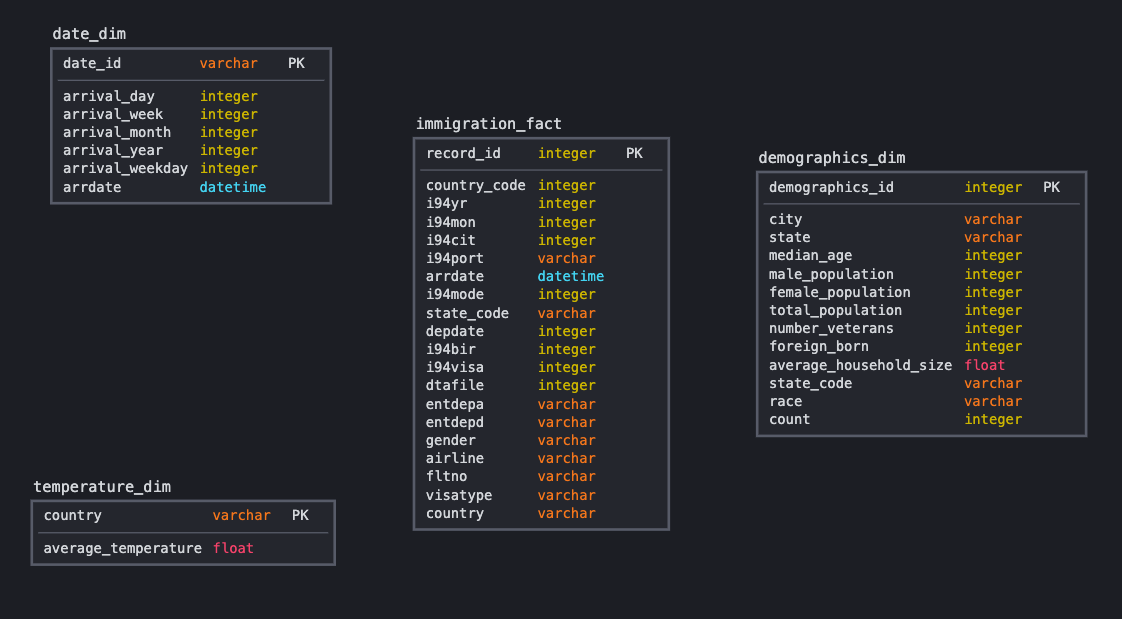 date_dim
date_id varchar PK
arrival_day integer
arrival_week integer
arrival_month integer
arrival_year integer
arrival_weekday integer
arrdate datetime
immigration_fact
record_id integer PK
country_code integer
i94yr integer
i94mon integer
i94cit integer
i94port varchar
arrdate datetime
i94mode integer
state_code varchar
depdate integer
i94bir integer
i94visa integer
dtafile integer
entdepa varchar
entdepd varchar
gender varchar
airline varchar
fltno varchar
visatype varchar
country varchar
demographics_dim
demographics_id integer PK
city varchar
state varchar
median_age integer
male_population integer
female_population integer
total_population integer
number_veterans integer
foreign_born integer
average_household_size float
state_code varchar
race varchar
count integer
temperature_dim
country varchar PK
average_temperature float